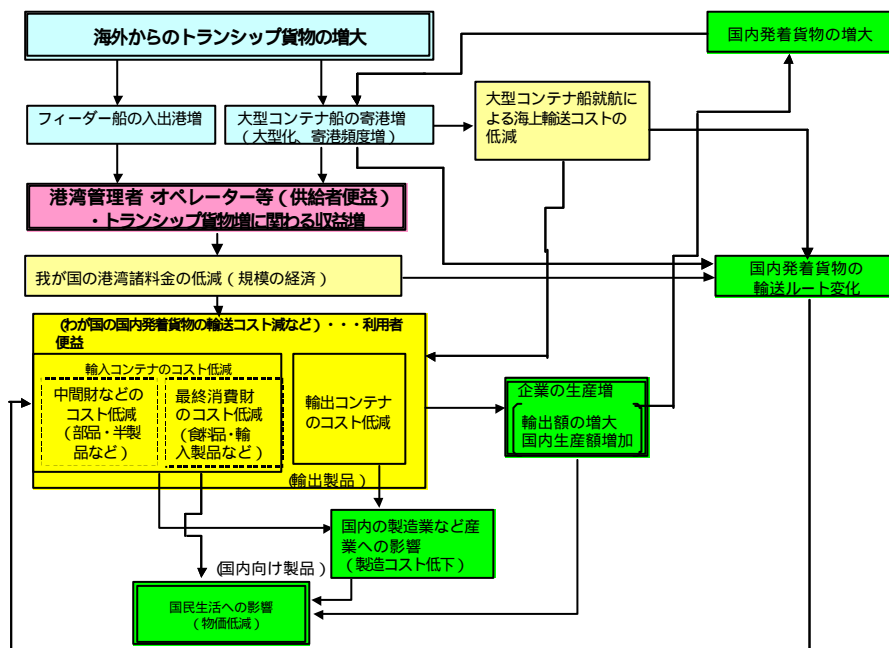 海外からのトランシップ貨物の増大
国内発着貨物の増大
フィーダー船の入出港増
大型コンテナ船の寄港増
（大型化、寄港頻度増）
大型コンテナ船就航に
よる海上輸送コストの
低減
港湾管理者・オペレーター等（供給者便益）
・トランシップ貨物増に関わる収益増
我が国の港湾諸料金の低減（規模の経済）
国内発着貨物の
輸送ルート変化
（わが国の国内発着貨物の輸送コスト減など）・・・利用者
便益
輸入コンテナのコスト低減
中間財などの
コスト低減
（部品・半製
品など）
最終消費財
のコスト低減
（食料品・輸
入製品など）
輸出コンテナ
のコスト低減
企業の生産増
輸出額の増大
国内生産額増加
（輸出製品）
国内の製造業など産
業への影響
（製造コスト低下）
（国内向け製品）
国民生活への影響
（物価低減）